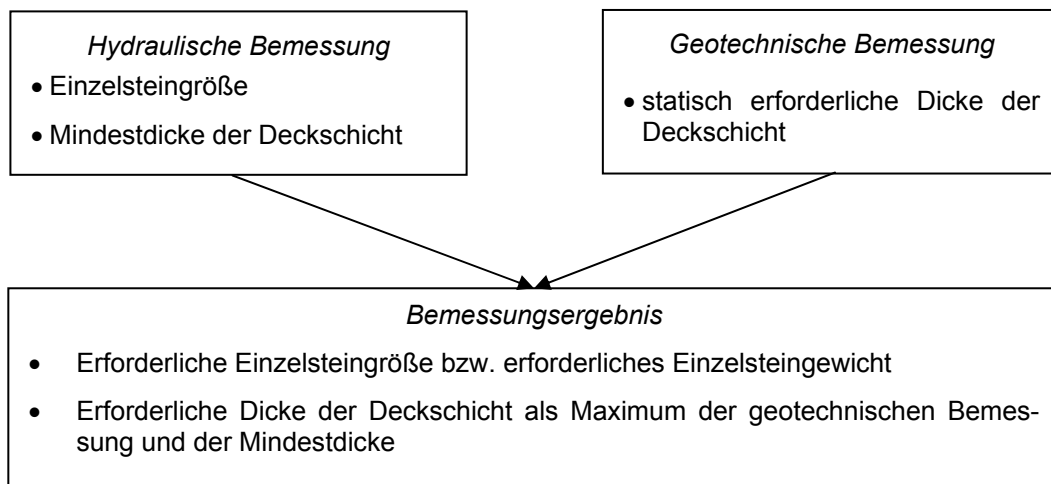 Hydraulische Bemessung
• Einzelsteingröße
• Mindestdicke der Deckschicht
Geotechnische Bemessung
• statisch erforderliche Dicke der
Deckschicht
Bemessungsergebnis
• Erforderliche Einzelsteingröße bzw. erforderliches Einzelsteingewicht
• Erforderliche Dicke der Deckschicht als Maximum der geotechnischen Bemes-
sung und der Mindestdicke